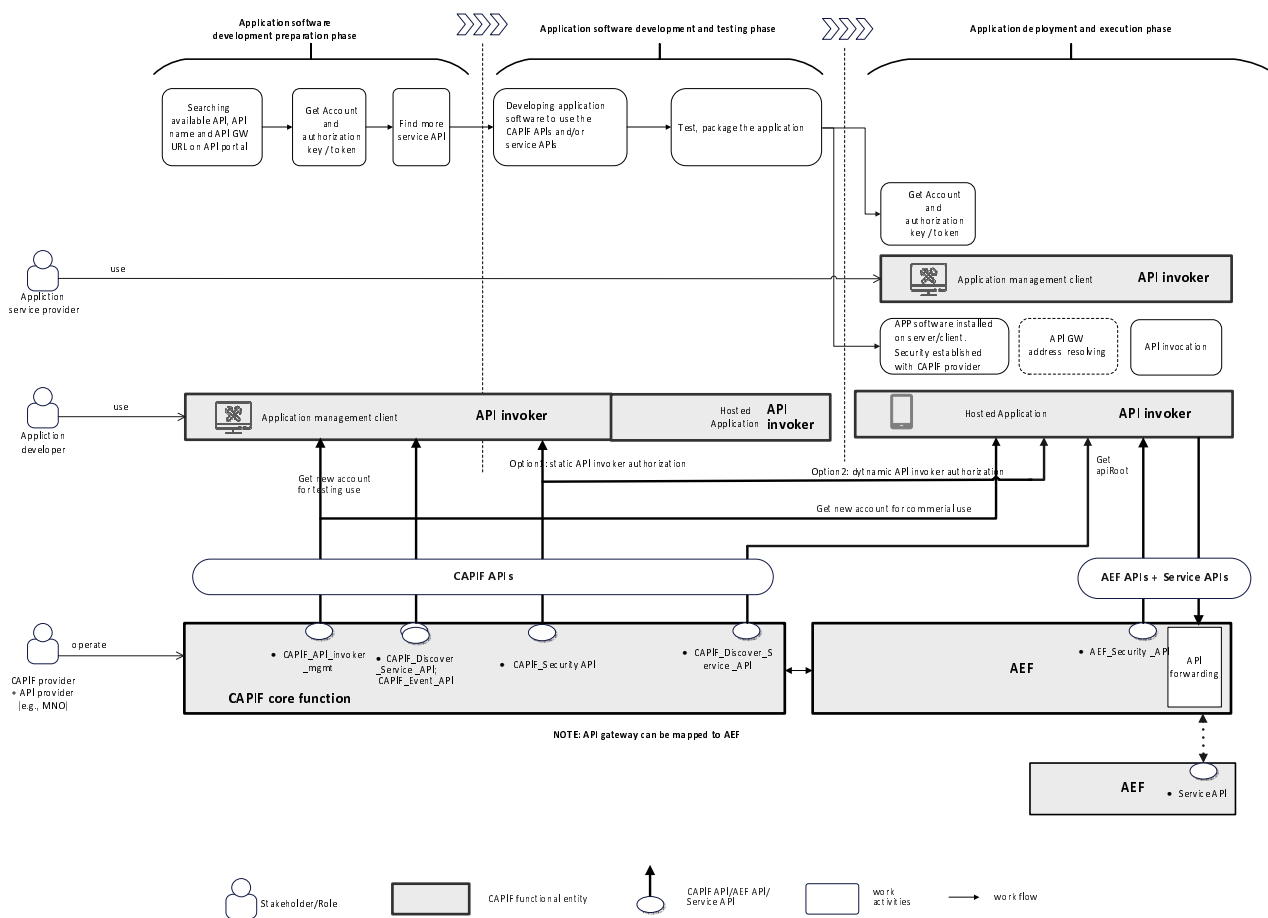 Application software
development preparation phase
Application software development and testing phase
Application deployment and execution phase
Searching
available API, API
name and API GW
URL on API portal
Get Account
and
authorization
key / token
Find more
service API
Developing application
software to use the
CAPIF APIs and/or
service APIs
Test, package the application
Get Account
and
authorization
key / token
use
Appliction
service provider
Application management client
API invoker
APP software installed
on server/client.
Security established
with CAPIF provider
API GW
address resolving
API invocation
use
Appliction
developer
Application management client
API invoker
Hosted
Application
API
invoker
Hosted Application
API invoker
Option1: static API invoker authorization
Option2: dytnamic API invoker authorization
Get
apiRoot
Get new account
for testing use
Get new account for commerial use
CAPIF APIs
AEF APIs + Service APIs
operate
CAPIF provider
+ API provider
(e.g., MNO)
• CAPIF_API_invoker
_mgmt
• CAPIF_Discover
_Service_API;
CAPIF_Event_API
• CAPIF_Security API
• CAPIF_Discover_S
ervice_API
CAPIF core function
AEF
• AEF_Security_API
API
forwarding
NOTE: API gateway can be mapped to AEF
AEF
• Service API
Stakeholder/Role
CAPIF functional entity
CAPIF API/AEF API/
Service API
work
activities
work flow